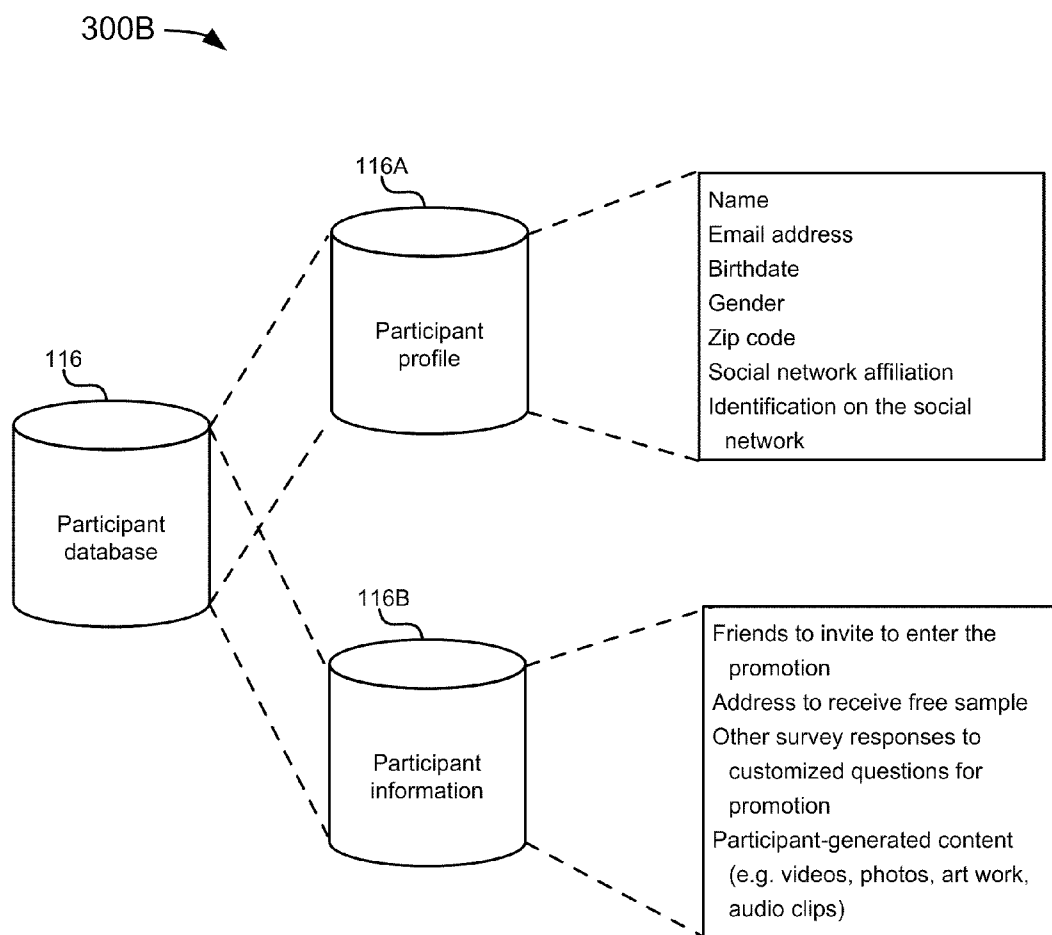 300B
116A
Participant
profile
Name
Email address
Birthdate
Gender
Zip code
Social network affiliation
Identification on the social
network
116
Participant
database
116B
Participant
information
Friends to invite to enter the
promotion
Address to receive free sample
Other survey responses to
customized questions for
promotion
Participant-generated content
(e.g. videos, photos, art work,
audio clips)